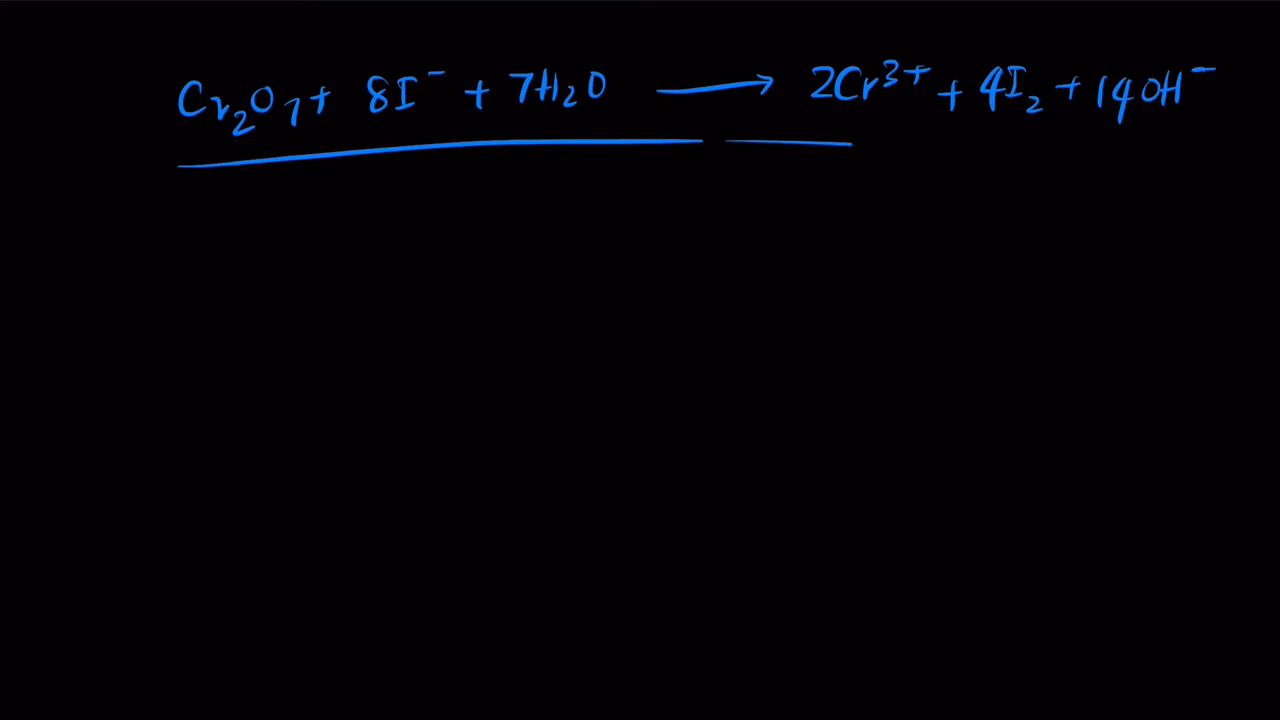 Cr₂O₇ + 8I⁻ + 7H₂O ⟶ 2Cr³⁺ + 4I₂ + 14OH⁻